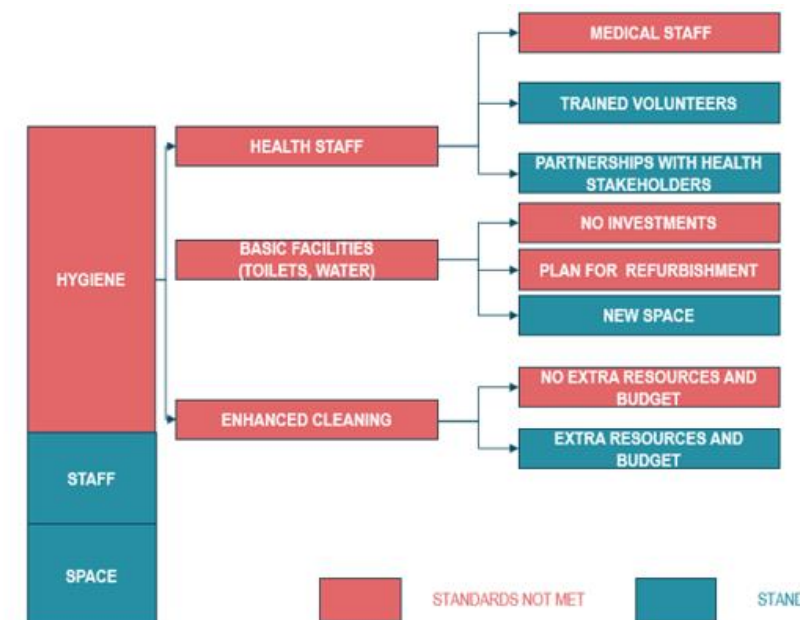 MEDICAL STAFF
TRAINED VOLUNTEERS
HEALTH STAFF
PARTNERSHIPS WITH HEALTH
STAKEHOLDERS
NO INVESTMENTS
BASIC FACILITIES
(TOILETS, WATER)
HYGIENE
PLAN FOR REFURBISHMENT
NEW SPACE
NO EXTRA RESOURCES AND
BUDGET
ENHANCED CLEANING
EXTRA RESOURCES AND
BUDGET
STAFF
SPACE
STANDARDS NOT MET